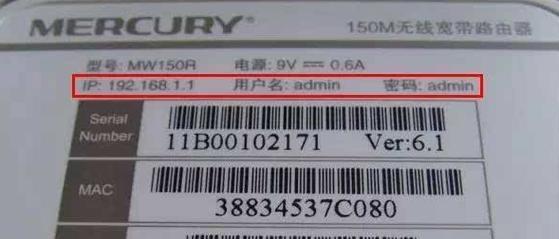 MERCURY 150M无线宽带路由器
型号: MW150R 电源: 9V 0.6A
IP: 192.168.1.1 用户名: admin 密码: admin
Serial Number
11B00102171 Ver:6.1
MAC
38834537C080